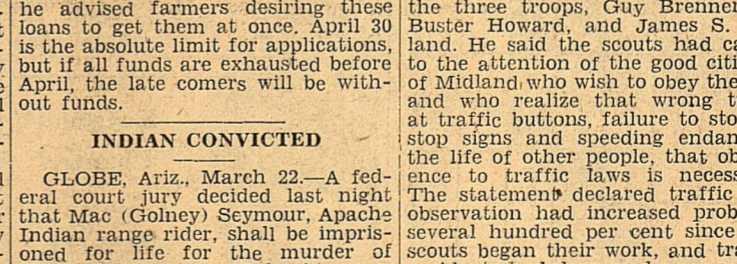 he advised farmers desiring these
loans to get them at once. April 30
is the absolute limit for applications,
but if all funds are exhausted before
April, the late comers will be with-
out funds.
INDIAN CONVICTED
GLOBE, Ariz., March 22.—A fed-
eral court jury decided last night
that Mac (Golney) Seymour, Apache
Indian range rider, shall be impris-
oned for life for the murder of
the three troops, Guy Brenner
Buster Howard, and James S.
land. He said the scouts had
to the attention of the good
of Midland who wish to obey the
and who realize that wrong
at traffic buttons, failure to
stop signs and speeding
the life of other people, that
ence to traffic laws is
The statement declared traffic
observation had increased
several hundred per cent since
scouts began their work, and